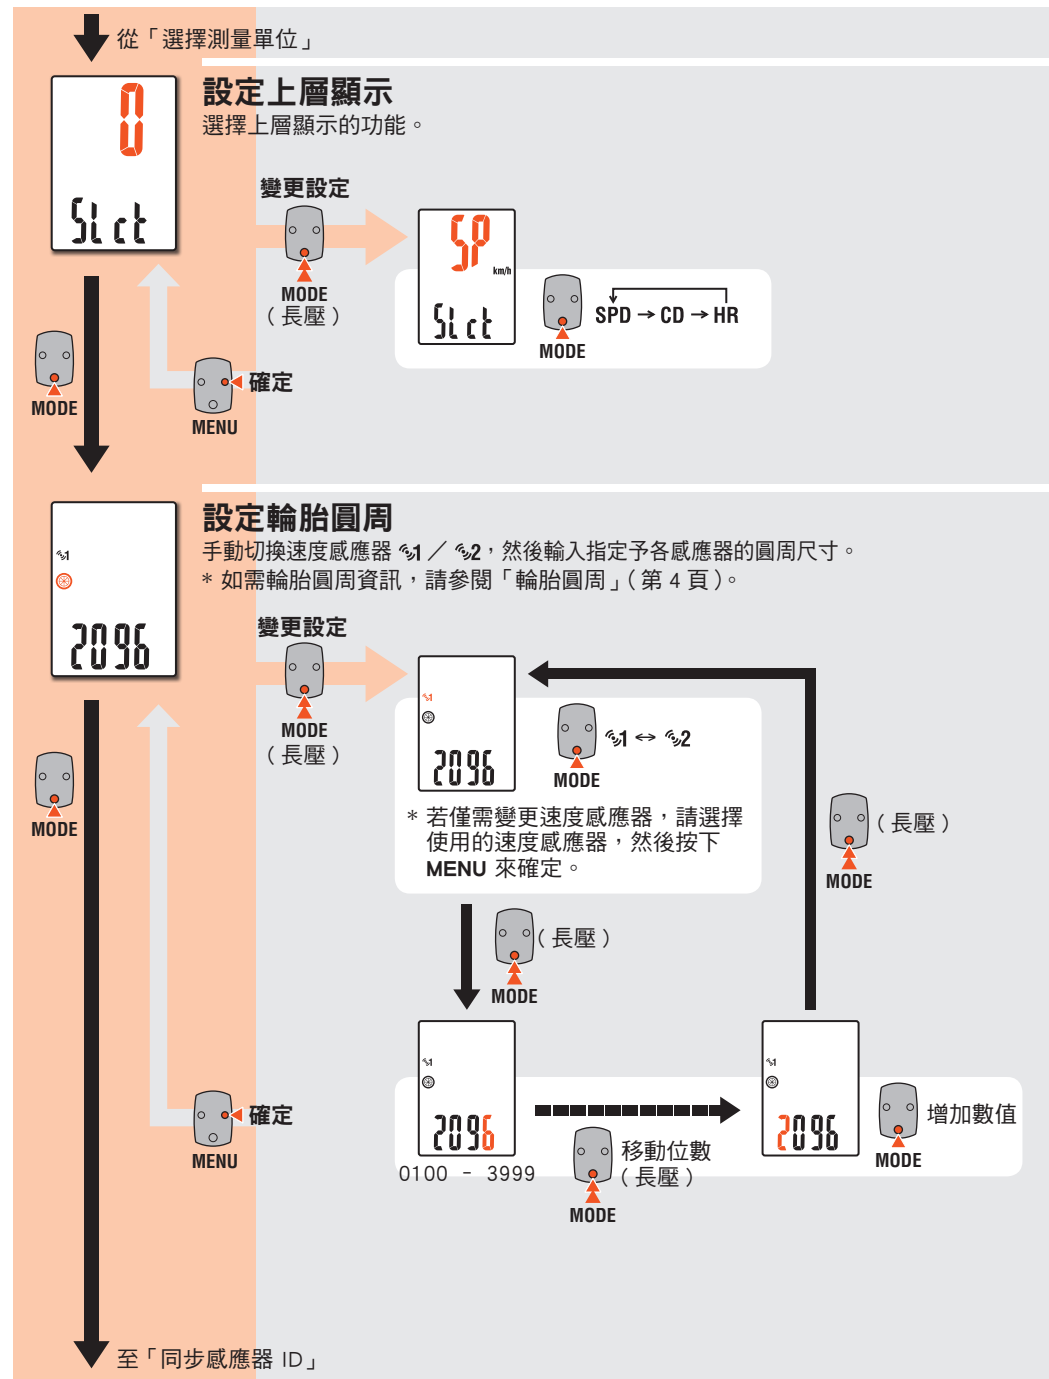 從「選擇測量單位」
設定上層顯示
選擇上層顯示的功能。
0
Slct
變更設定
MODE
（長壓）
SP
km/h
Slct
MODE
SPD → CD → HR
MODE
確定
MENU
設定輪胎圓周
手動切換速度感應器 1 ／ 2，然後輸入指定予各感應器的圓周尺寸。
* 如需輪胎圓周資訊，請參閱「輪胎圓周」（第 4 頁）。
1
2096
變更設定
MODE
（長壓）
1
2096
MODE
1 ↔ 2
* 若僅需變更速度感應器，請選擇
使用的速度感應器，然後按下
MENU 來確定。
MODE
（長壓）
MODE
（長壓）
MODE
1
2096
0100 - 3999
移動位數
（長壓）
MODE
1
2096
MODE
增加數值
確定
MENU
至「同步感應器 ID」